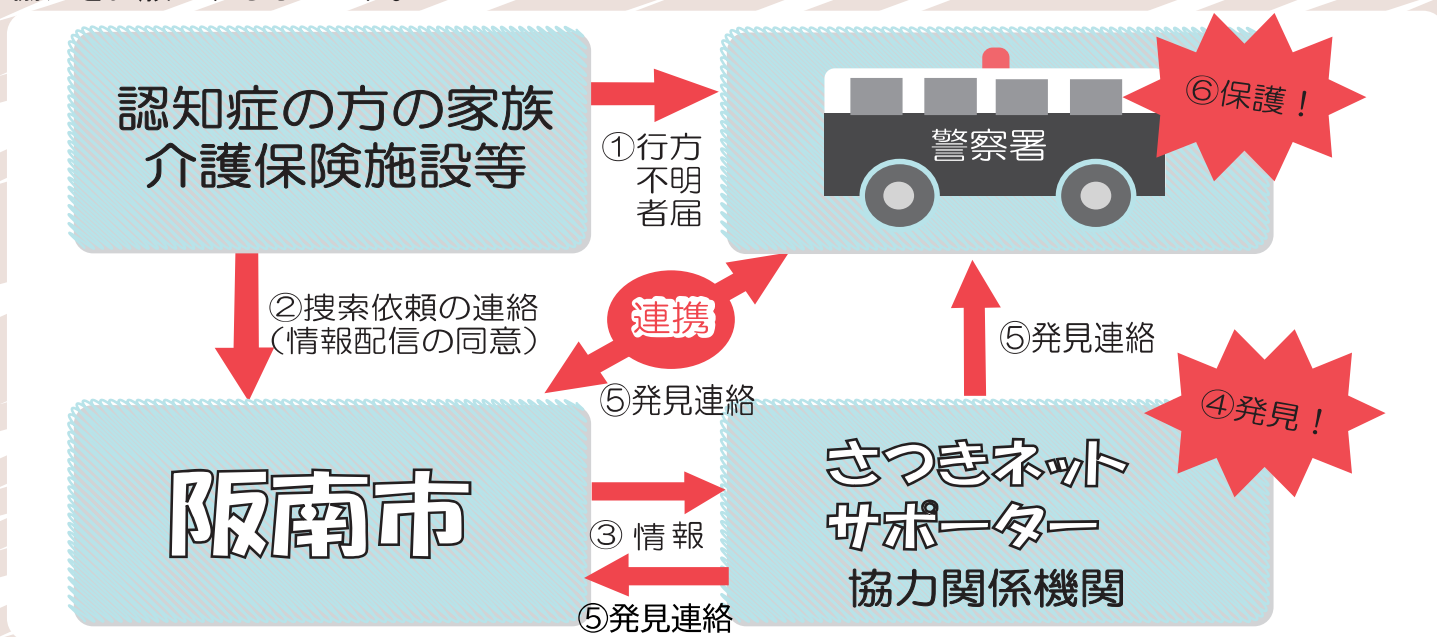 認知症の方の家族
介護保険施設等
①行方
不明
者届
警察署
⑥保護！
②捜索依頼の連絡
（情報配信の同意）
連携
⑤発見連絡
⑤発見連絡
④発見！
阪南市
③情報
⑤発見連絡
さつきネット
サポーター
協力関係機関